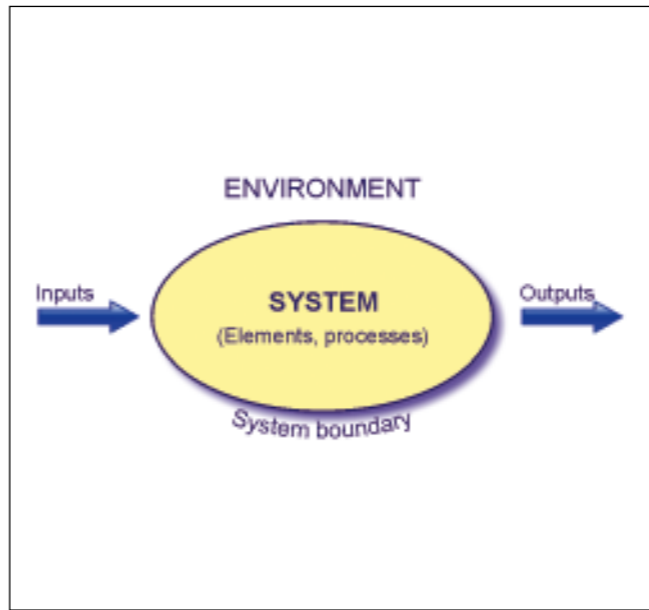 ENVIRONMENT
Inputs
SYSTEM
(Elements, processes)
Outputs
System boundary